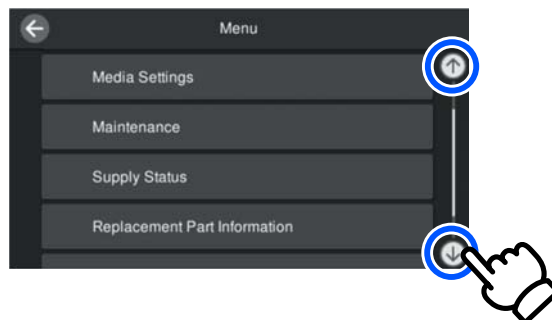 Menu
Media Settings
Maintenance
Supply Status
Replacement Part Information